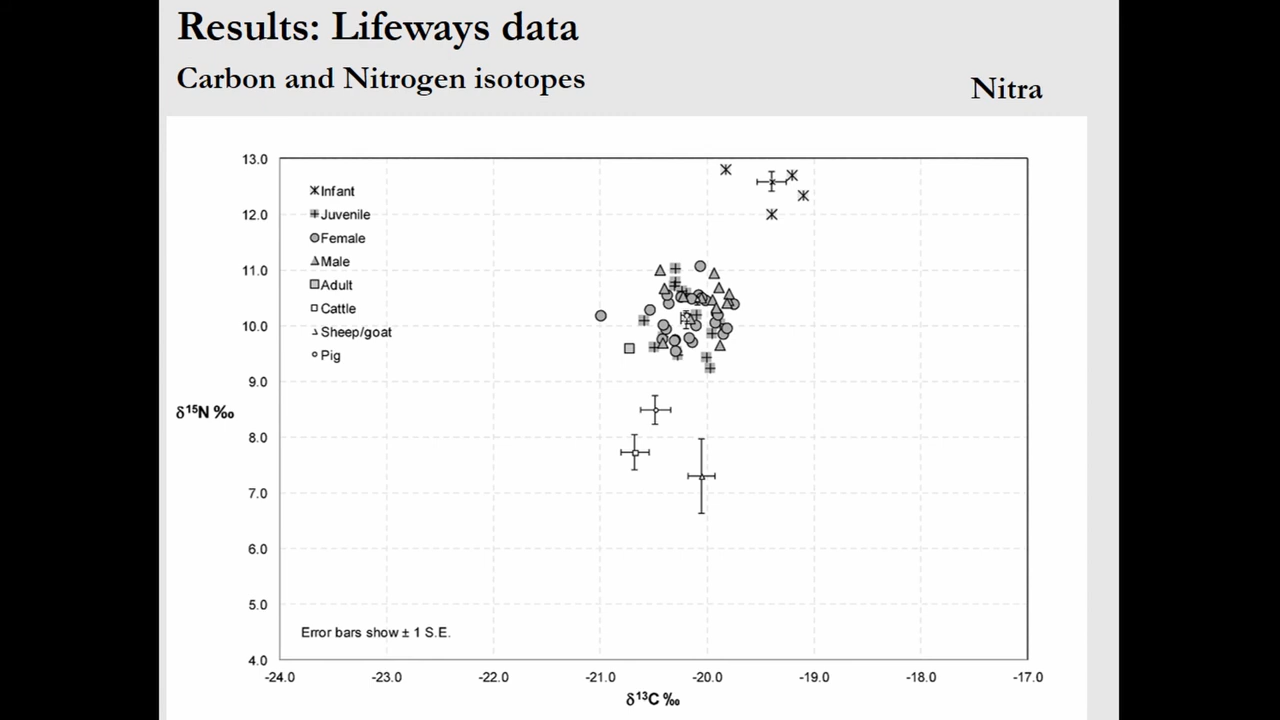 Results: Lifeways data
Carbon and Nitrogen isotopes
Nitra
13.0
12.0
11.0
10.0
9.0
8.0
7.0
6.0
5.0
4.0
Infant
Juvenile
Female
Male
Adult
Cattle
Sheep/goat
Pig
δ¹⁵N ‰
Error bars show ± 1 S.E.
-24.0 -23.0 -22.0 -21.0 -20.0 -19.0 -18.0 -17.0
δ¹³C ‰